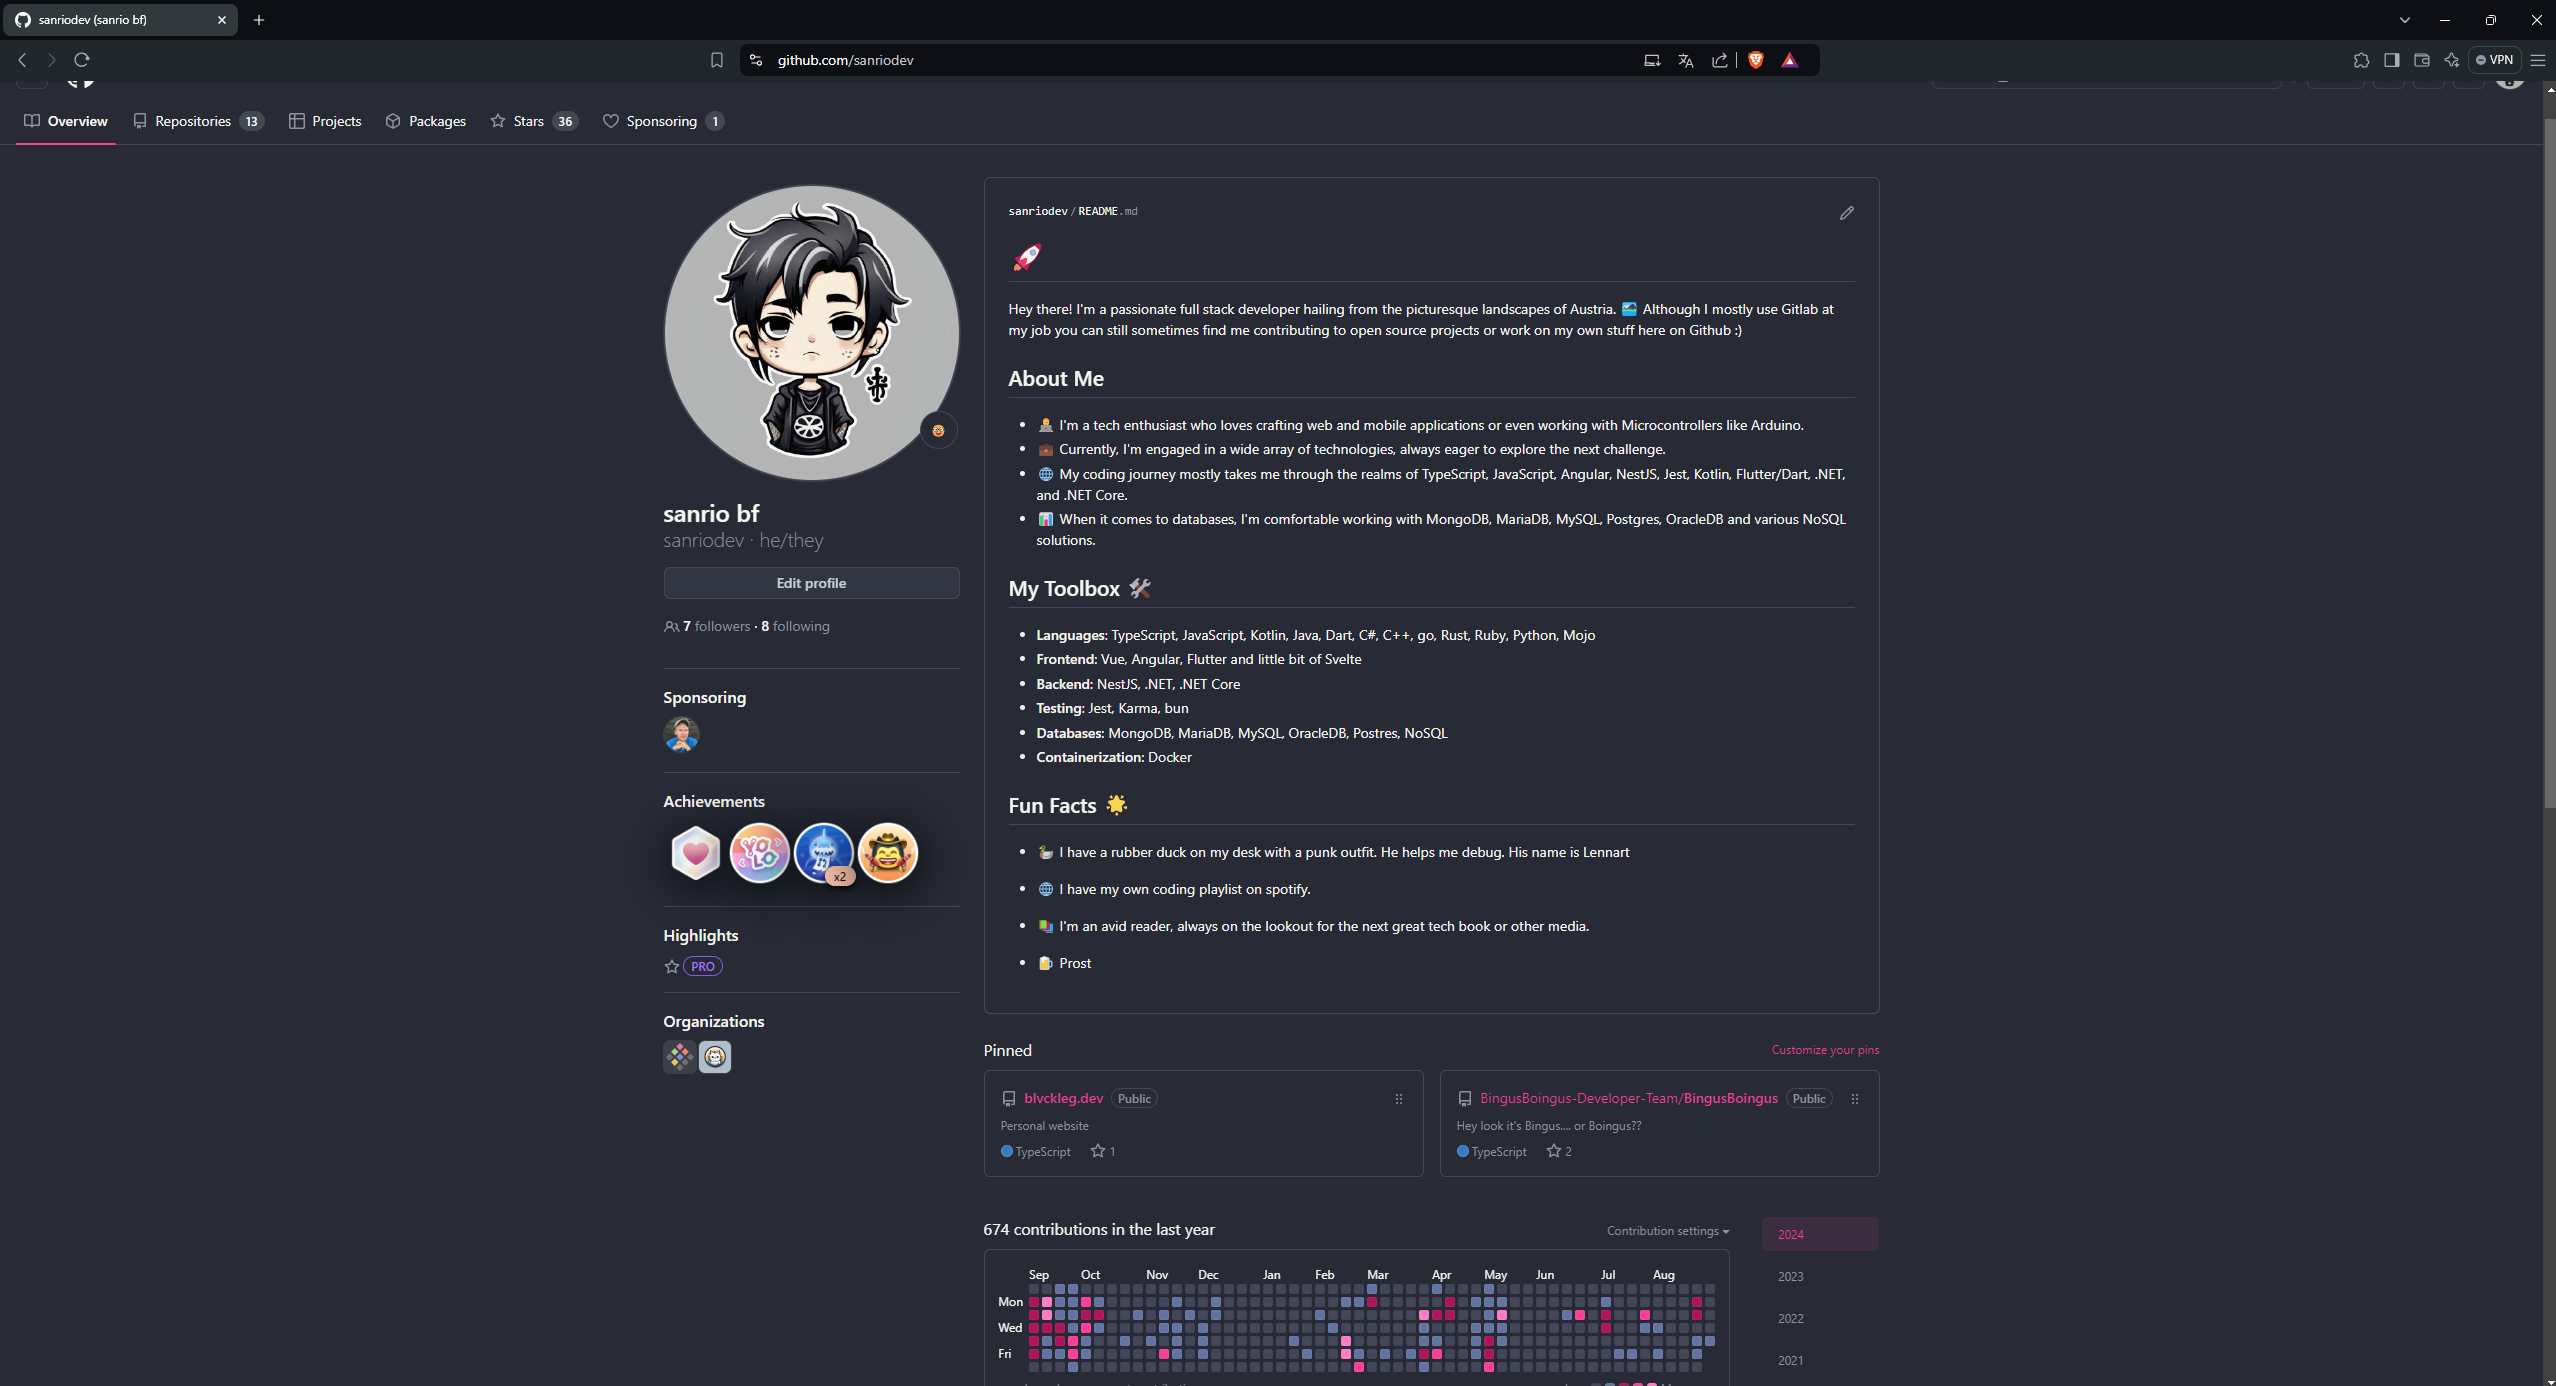 sanriodev (sanrio bf)
github.com/sanriodev
VPN
Overview
Repositories 13
Projects
Packages
Stars 36
Sponsoring 1
sanriodev/README.md
Hey there! I'm a passionate full stack developer hailing from the picturesque landscapes of Austria. 🏞️ Although I mostly use Gitlab at
my job you can still sometimes find me contributing to open source projects or work on my own stuff here on Github :)
About Me
I'm a tech enthusiast who loves crafting web and mobile applications or even working with Microcontrollers like Arduino.
Currently, I'm engaged in a wide array of technologies, always eager to explore the next challenge.
My coding journey mostly takes me through the realms of TypeScript, JavaScript, Angular, NestJS, Jest, Kotlin, Flutter/Dart, .NET,
and .NET Core.
When it comes to databases, I'm comfortable working with MongoDB, MariaDB, MySQL, Postgres, OracleDB and various NoSQL
solutions.
My Toolbox
Languages: TypeScript, JavaScript, Kotlin, Java, Dart, C#, C++, go, Rust, Ruby, Python, Mojo
Frontend: Vue, Angular, Flutter and little bit of Svelte
Backend: NestJS, .NET, .NET Core
Testing: Jest, Karma, bun
Databases: MongoDB, MariaDB, MySQL, OracleDB, Postres, NoSQL
Containerization: Docker
Fun Facts
I have a rubber duck on my desk with a punk outfit. He helps me debug. His name is Lennart
I have my own coding playlist on spotify.
I'm an avid reader, always on the lookout for the next great tech book or other media.
Prost
sanrio bf
sanriodev · he/they
Edit profile
7 followers · 8 following
Sponsoring
Achievements
YOLO
x2
Highlights
PRO
Organizations
Pinned
Customize your pins
blvckleg.dev Public
Personal website
TypeScript 1
BingusBoingus-Developer-Team/BingusBoingus Public
Hey look it's Bingus.... or Boingus??
TypeScript 2
674 contributions in the last year
Contribution settings
2024
2023
2022
2021
Sep Oct Nov Dec Jan Feb Mar Apr May Jun Jul Aug
Mon
Wed
Fri